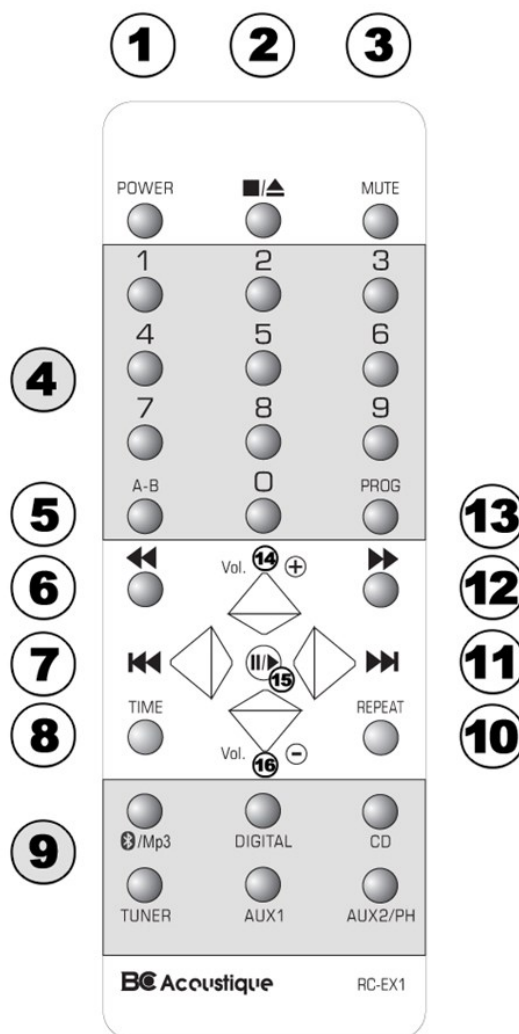 1 2 3
POWER ■/⏏ MUTE
1 2 3
4 5 6
4
7 8 9
5 A-B 0 PROG 13
6 Vol. 14 + 12
7 II/▶ 15 11
8 TIME REPEAT 10
Vol. 16 −
9 /Mp3 DIGITAL CD
TUNER AUX1 AUX2/PH
BC Acoustique RC-EX1